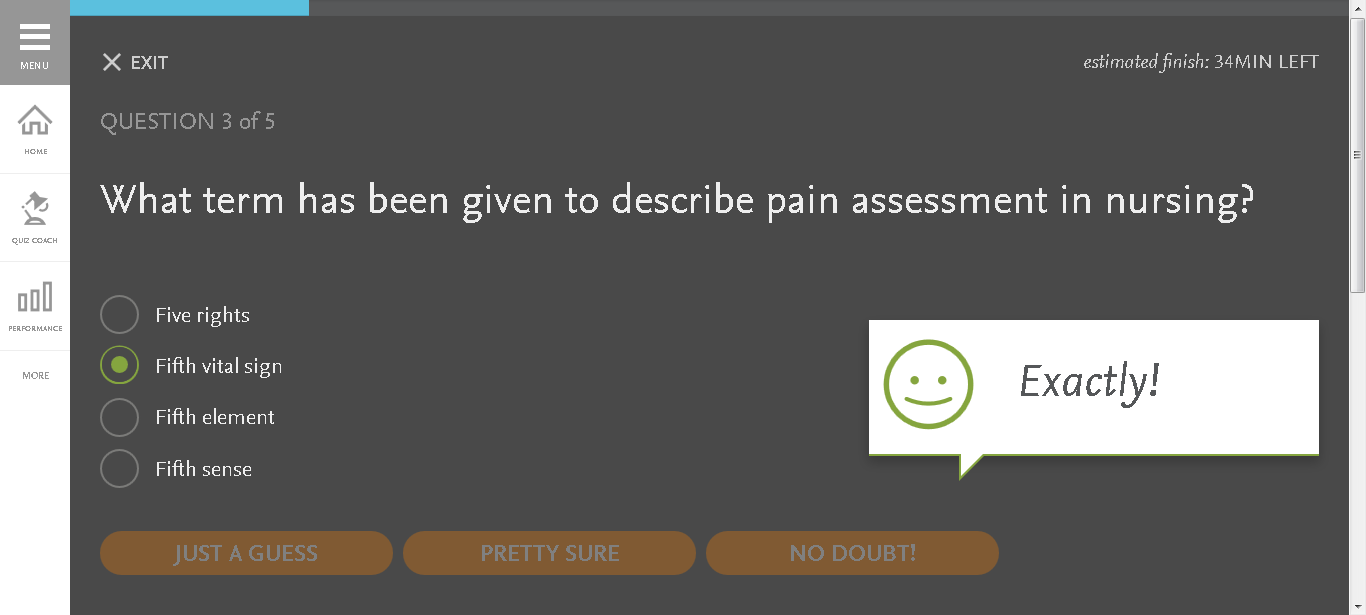 MENU
EXIT
estimated finish: 34MIN LEFT
QUESTION 3 of 5
HOME
What term has been given to describe pain assessment in nursing?
QUIZ COACH
Five rights
PERFORMANCE
Fifth vital sign
MORE
Exactly!
Fifth element
Fifth sense
JUST A GUESS
PRETTY SURE
NO DOUBT!